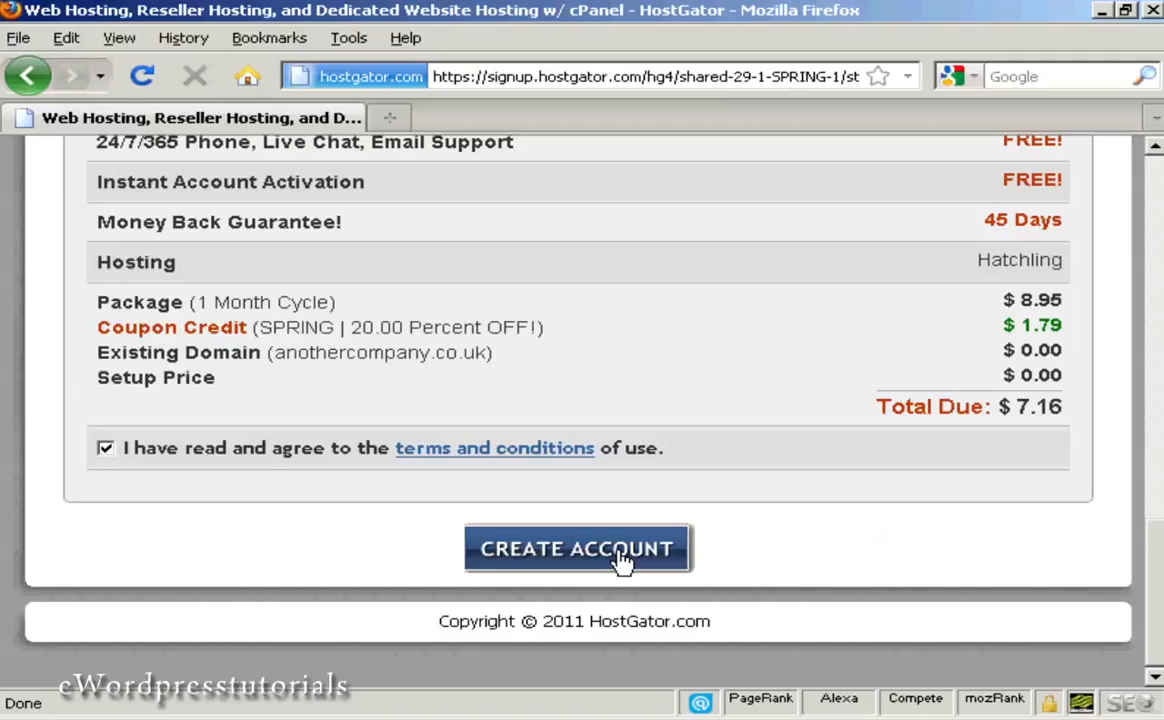 Web Hosting, Reseller Hosting, and Dedicated Website Hosting w/ cPanel - HostGator - Mozilla Firefox
File Edit View History Bookmarks Tools Help
hostgator.com https://signup.hostgator.com/hg4/shared-29-1-SPRING-1/st Google
Web Hosting, Reseller Hosting, and D...
24/7/365 Phone, Live Chat, Email Support FREE!
Instant Account Activation FREE!
Money Back Guarantee! 45 Days
Hosting Hatchling
Package (1 Month Cycle) $ 8.95
Coupon Credit (SPRING | 20.00 Percent OFF!) $ 1.79
Existing Domain (anothercompany.co.uk) $ 0.00
Setup Price $ 0.00
Total Due: $ 7.16
I have read and agree to the terms and conditions of use.
CREATE ACCOUNT
Copyright © 2011 HostGator.com
eWordpresstutorials
Done PageRank Alexa Compete mozRank SEO